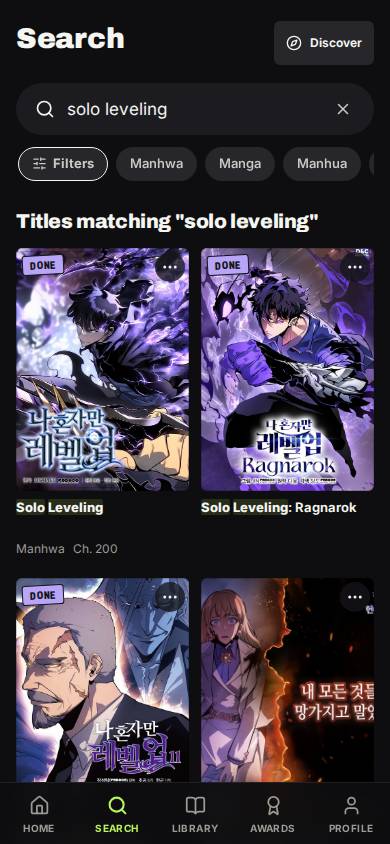 Search
Discover
solo leveling
Filters
Manhwa
Manga
Manhua
Titles matching "solo leveling"
DONE
DONE
나 혼자만
레벨업
나 혼자만
레벨업
Ragnarok
Solo Leveling
Solo Leveling: Ragnarok
Manhwa Ch. 200
DONE
나 혼자만
레벨업
내 모든 것들
망가지고 말았
HOME
SEARCH
LIBRARY
AWARDS
PROFILE